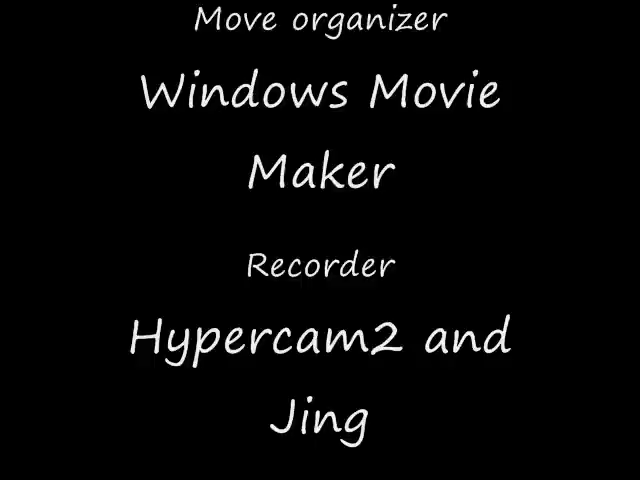 Move organizer
Windows Movie
Maker
Recorder
Hypercam2 and
Jing